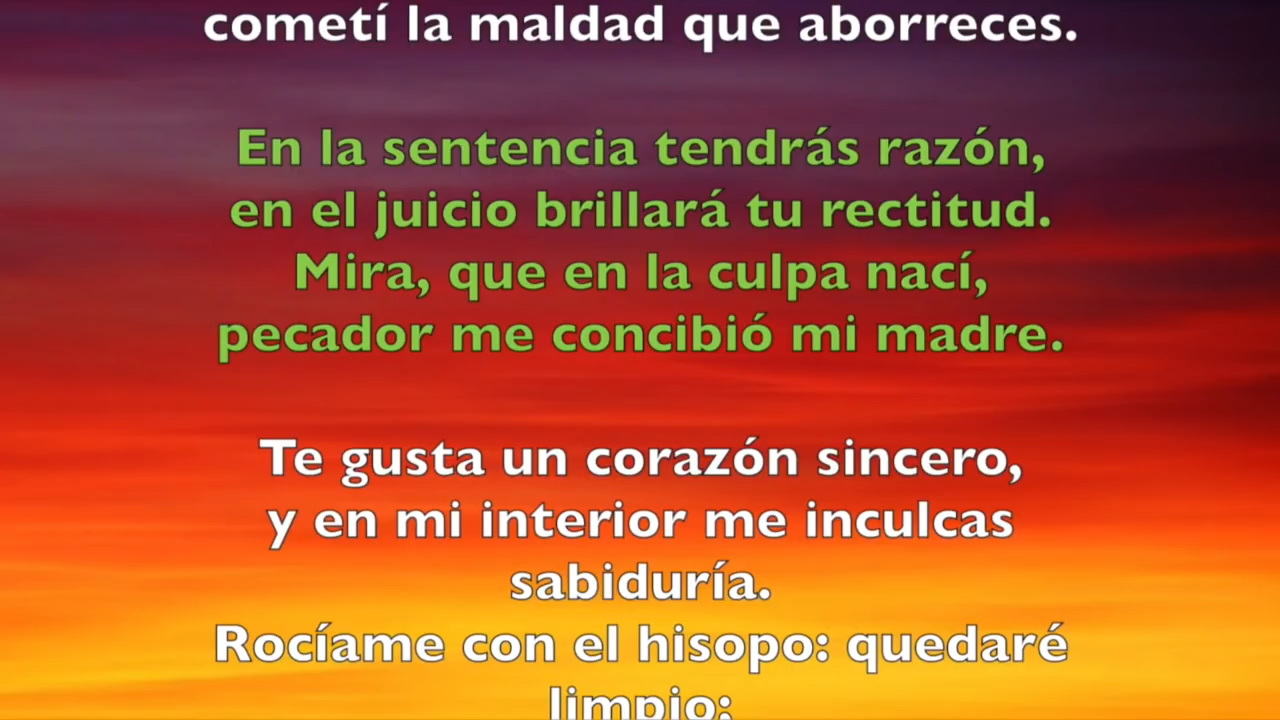 cometí la maldad que aborreces.
En la sentencia tendrás razón,
en el juicio brillará tu rectitud.
Mira, que en la culpa nací,
pecador me concibió mi madre.
Te gusta un corazón sincero,
y en mi interior me inculcas
sabiduría.
Rocíame con el hisopo: quedaré
limpio;